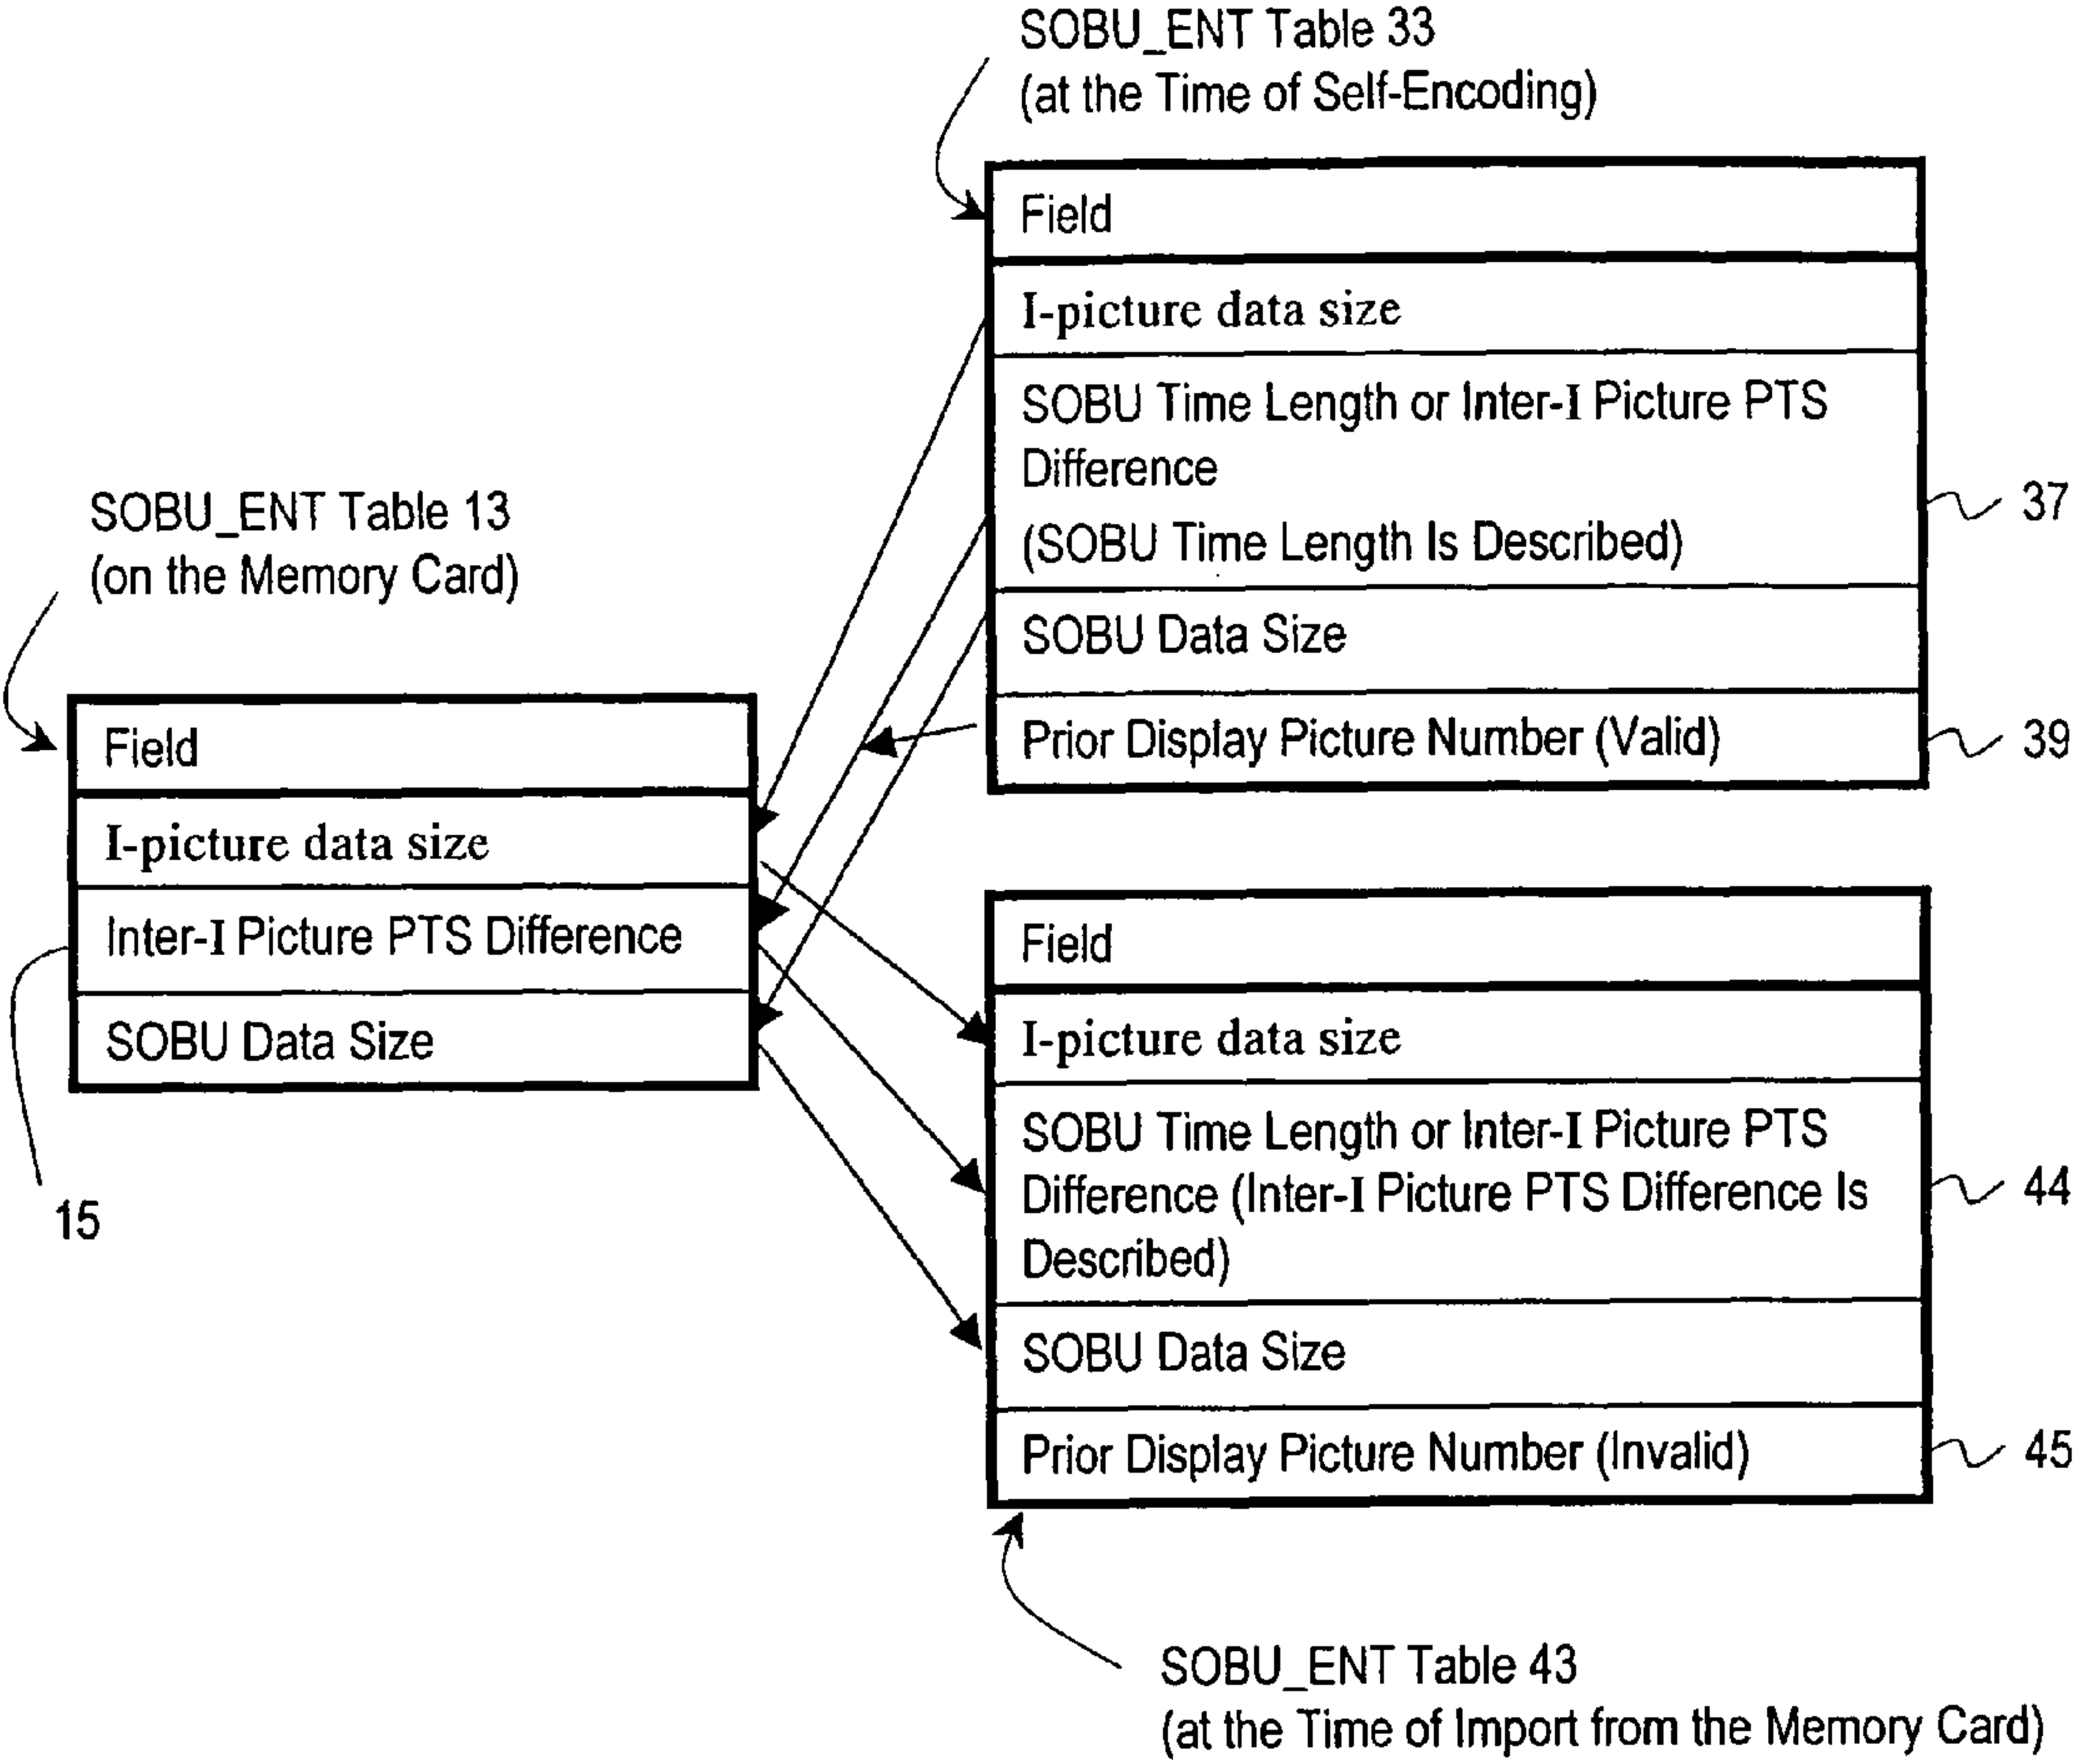 SOBU_ENT Table 33
(at the Time of Self-Encoding)
Field
I-picture data size
SOBU Time Length or Inter-I Picture PTS
Difference
(SOBU Time Length Is Described)
37
SOBU Data Size
Prior Display Picture Number (Valid)
39
SOBU_ENT Table 13
(on the Memory Card)
Field
I-picture data size
Inter-I Picture PTS Difference
SOBU Data Size
15
Field
I-picture data size
SOBU Time Length or Inter-I Picture PTS
Difference (Inter-I Picture PTS Difference Is
Described)
44
SOBU Data Size
Prior Display Picture Number (Invalid)
45
SOBU_ENT Table 43
(at the Time of Import from the Memory Card)